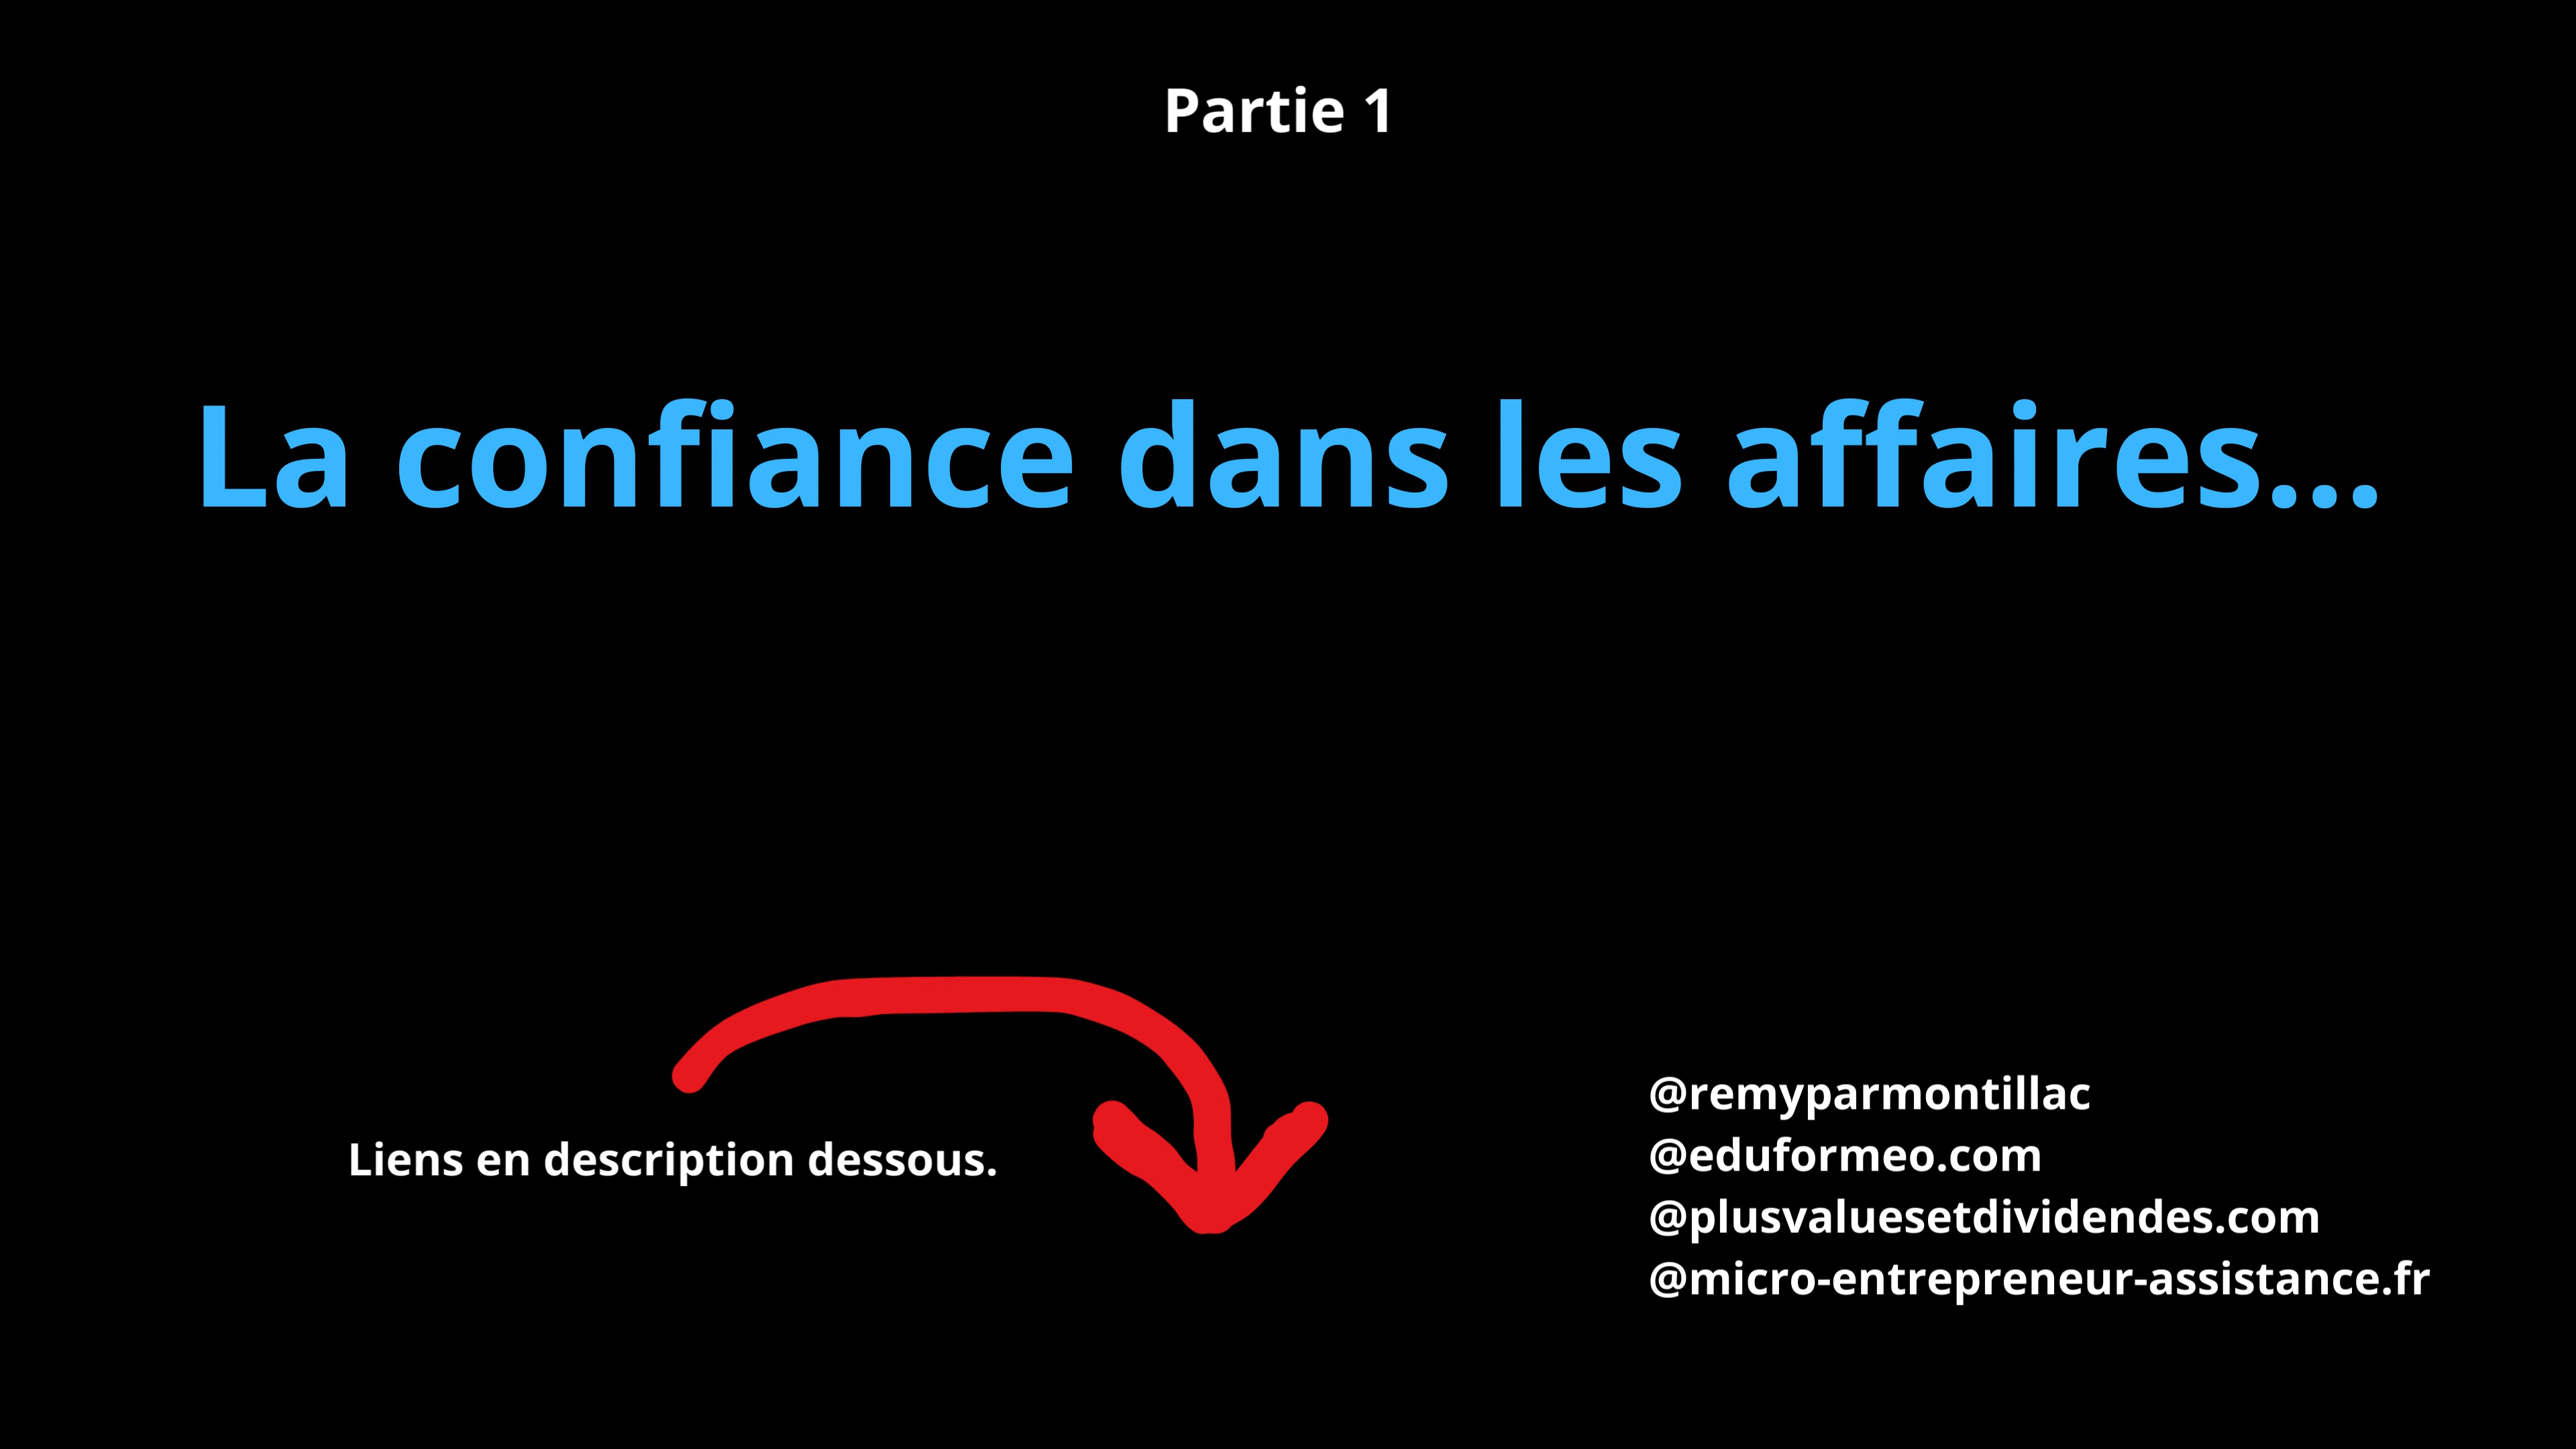 Partie 1
La confiance dans les affaires...
Liens en description dessous.
@remyparmontillac
@eduformeo.com
@plusvaluesetdividendes.com
@micro-entrepreneur-assistance.fr